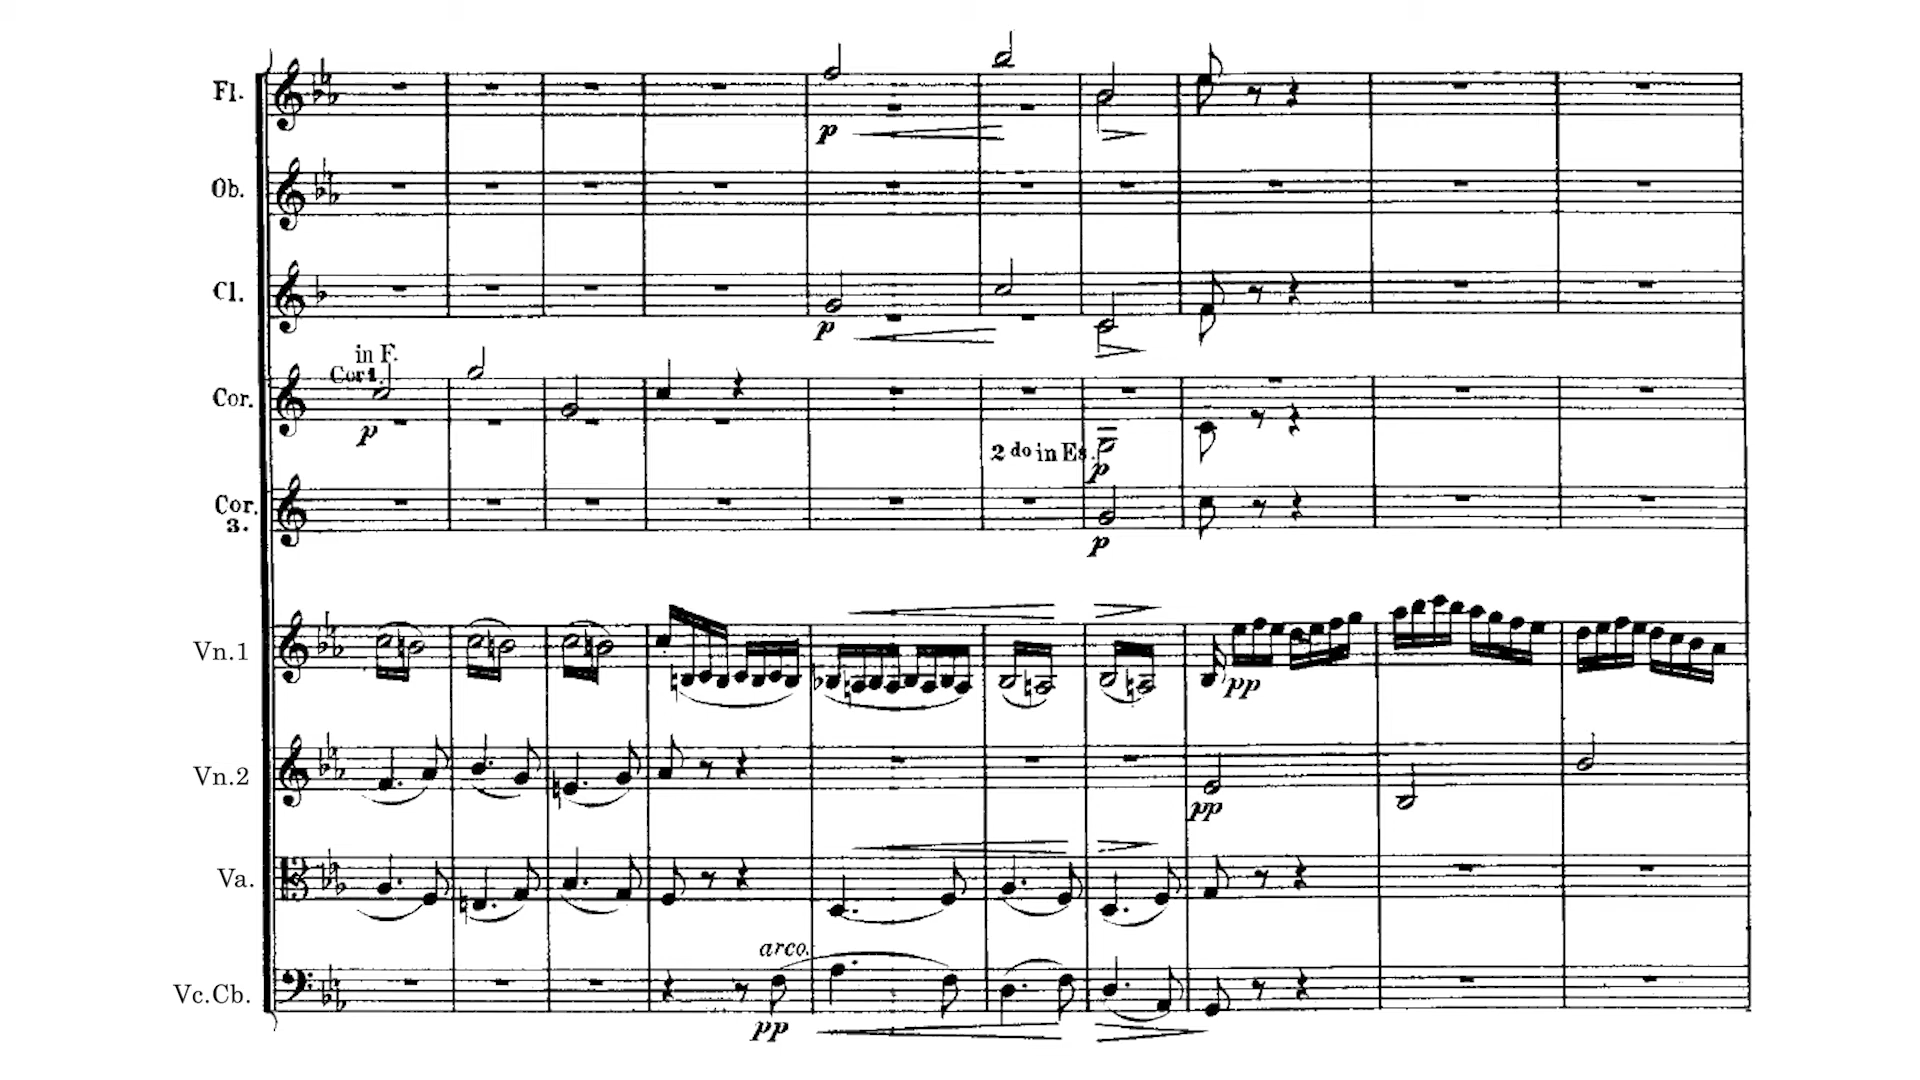 Fl.
p
Ob.
Cl.
p
in F.
Cor 1.
Cor.
p
2 do in Es.
p
Cor.
3.
p
Vn.1
pp
Vn.2
pp
Va.
arco.
Vc.Cb.
pp